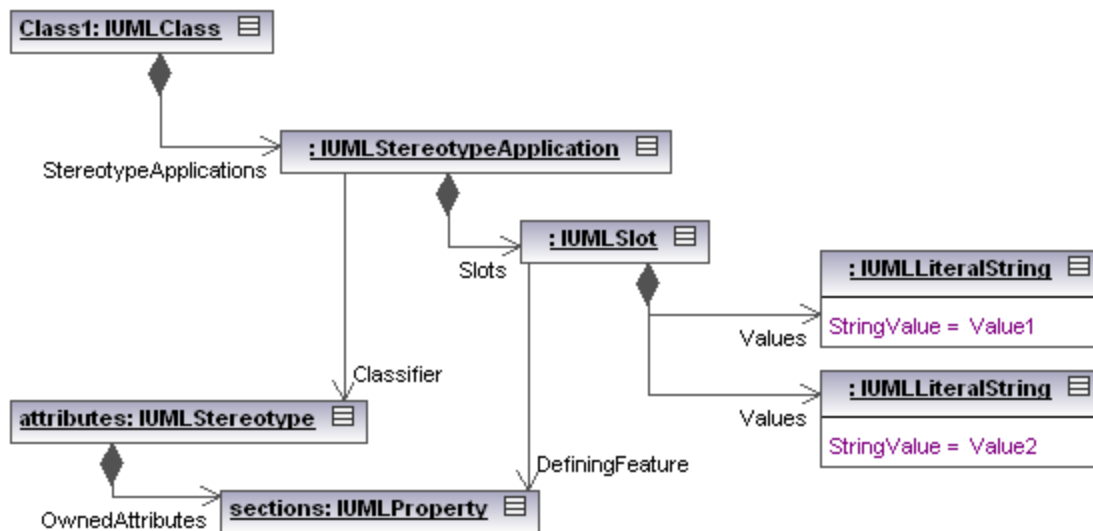 Class1: IUMLClass
: IUMLStereotypeApplication
StereotypeApplications
: IUMLSlot
Slots
: IUMLLiteralString
StringValue = Value1
Values
Classifier
: IUMLLiteralString
Values
StringValue = Value2
attributes: IUMLStereotype
DefiningFeature
sections: IUMLProperty
OwnedAttributes